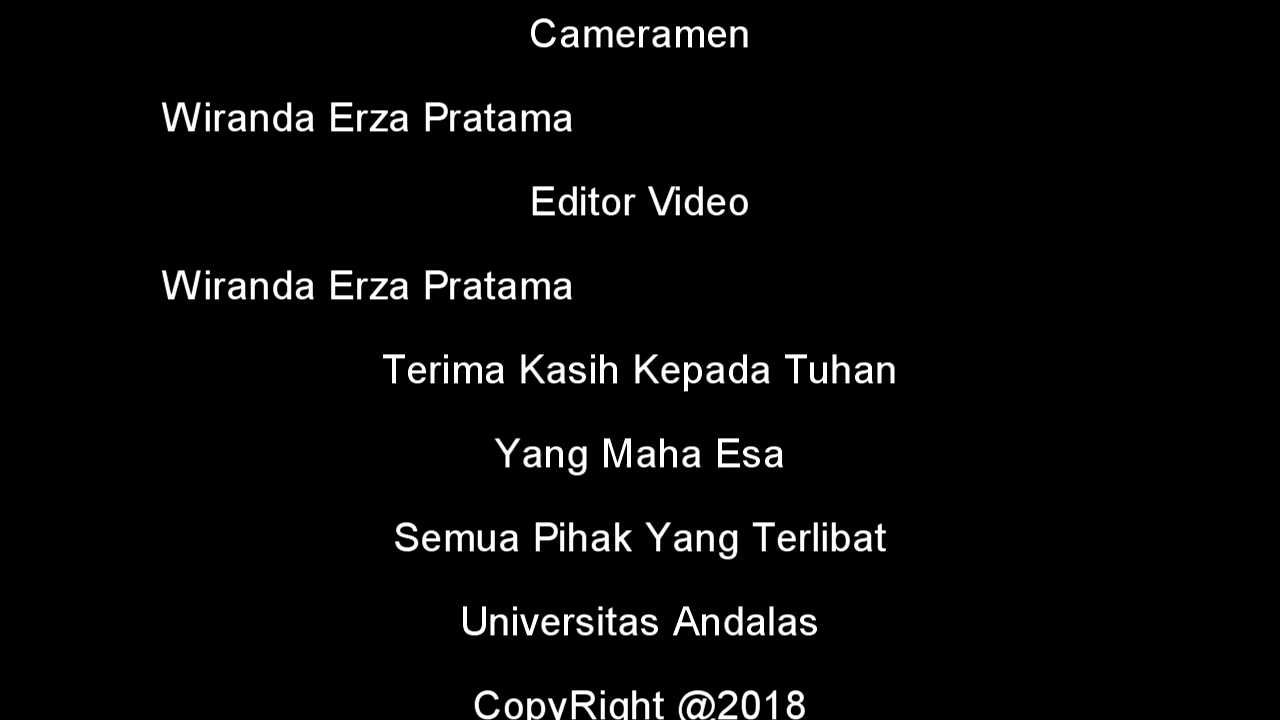 Cameramen
Wiranda Erza Pratama
Editor Video
Wiranda Erza Pratama
Terima Kasih Kepada Tuhan
Yang Maha Esa
Semua Pihak Yang Terlibat
Universitas Andalas
CopyRight @2018